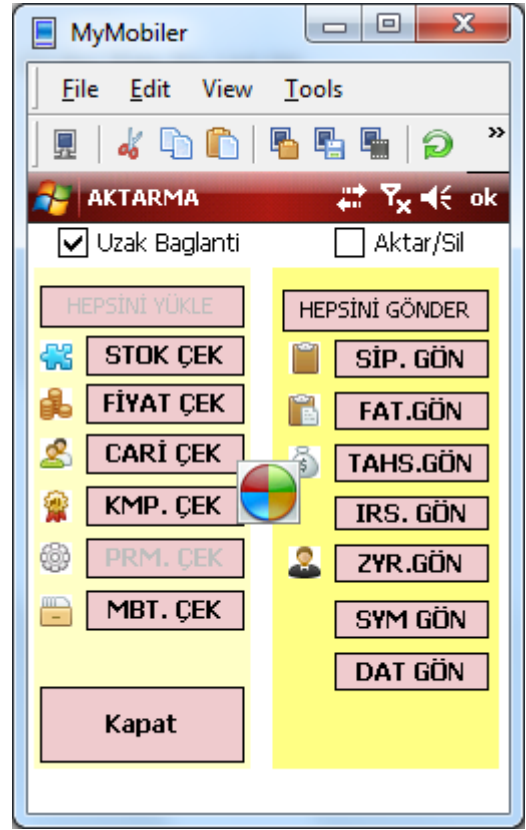 MyMobiler
File Edit View Tools
»
AKTARMA ok
Uzak Baglanti Aktar/Sil
HEPSİNİ YÜKLE
STOK ÇEK
FİYAT ÇEK
CARİ ÇEK
KMP. ÇEK
PRM. ÇEK
MBT. ÇEK
Kapat
HEPSİNİ GÖNDER
SİP. GÖN
FAT.GÖN
TAHS.GÖN
IRS. GÖN
ZYR.GÖN
SYM GÖN
DAT GÖN